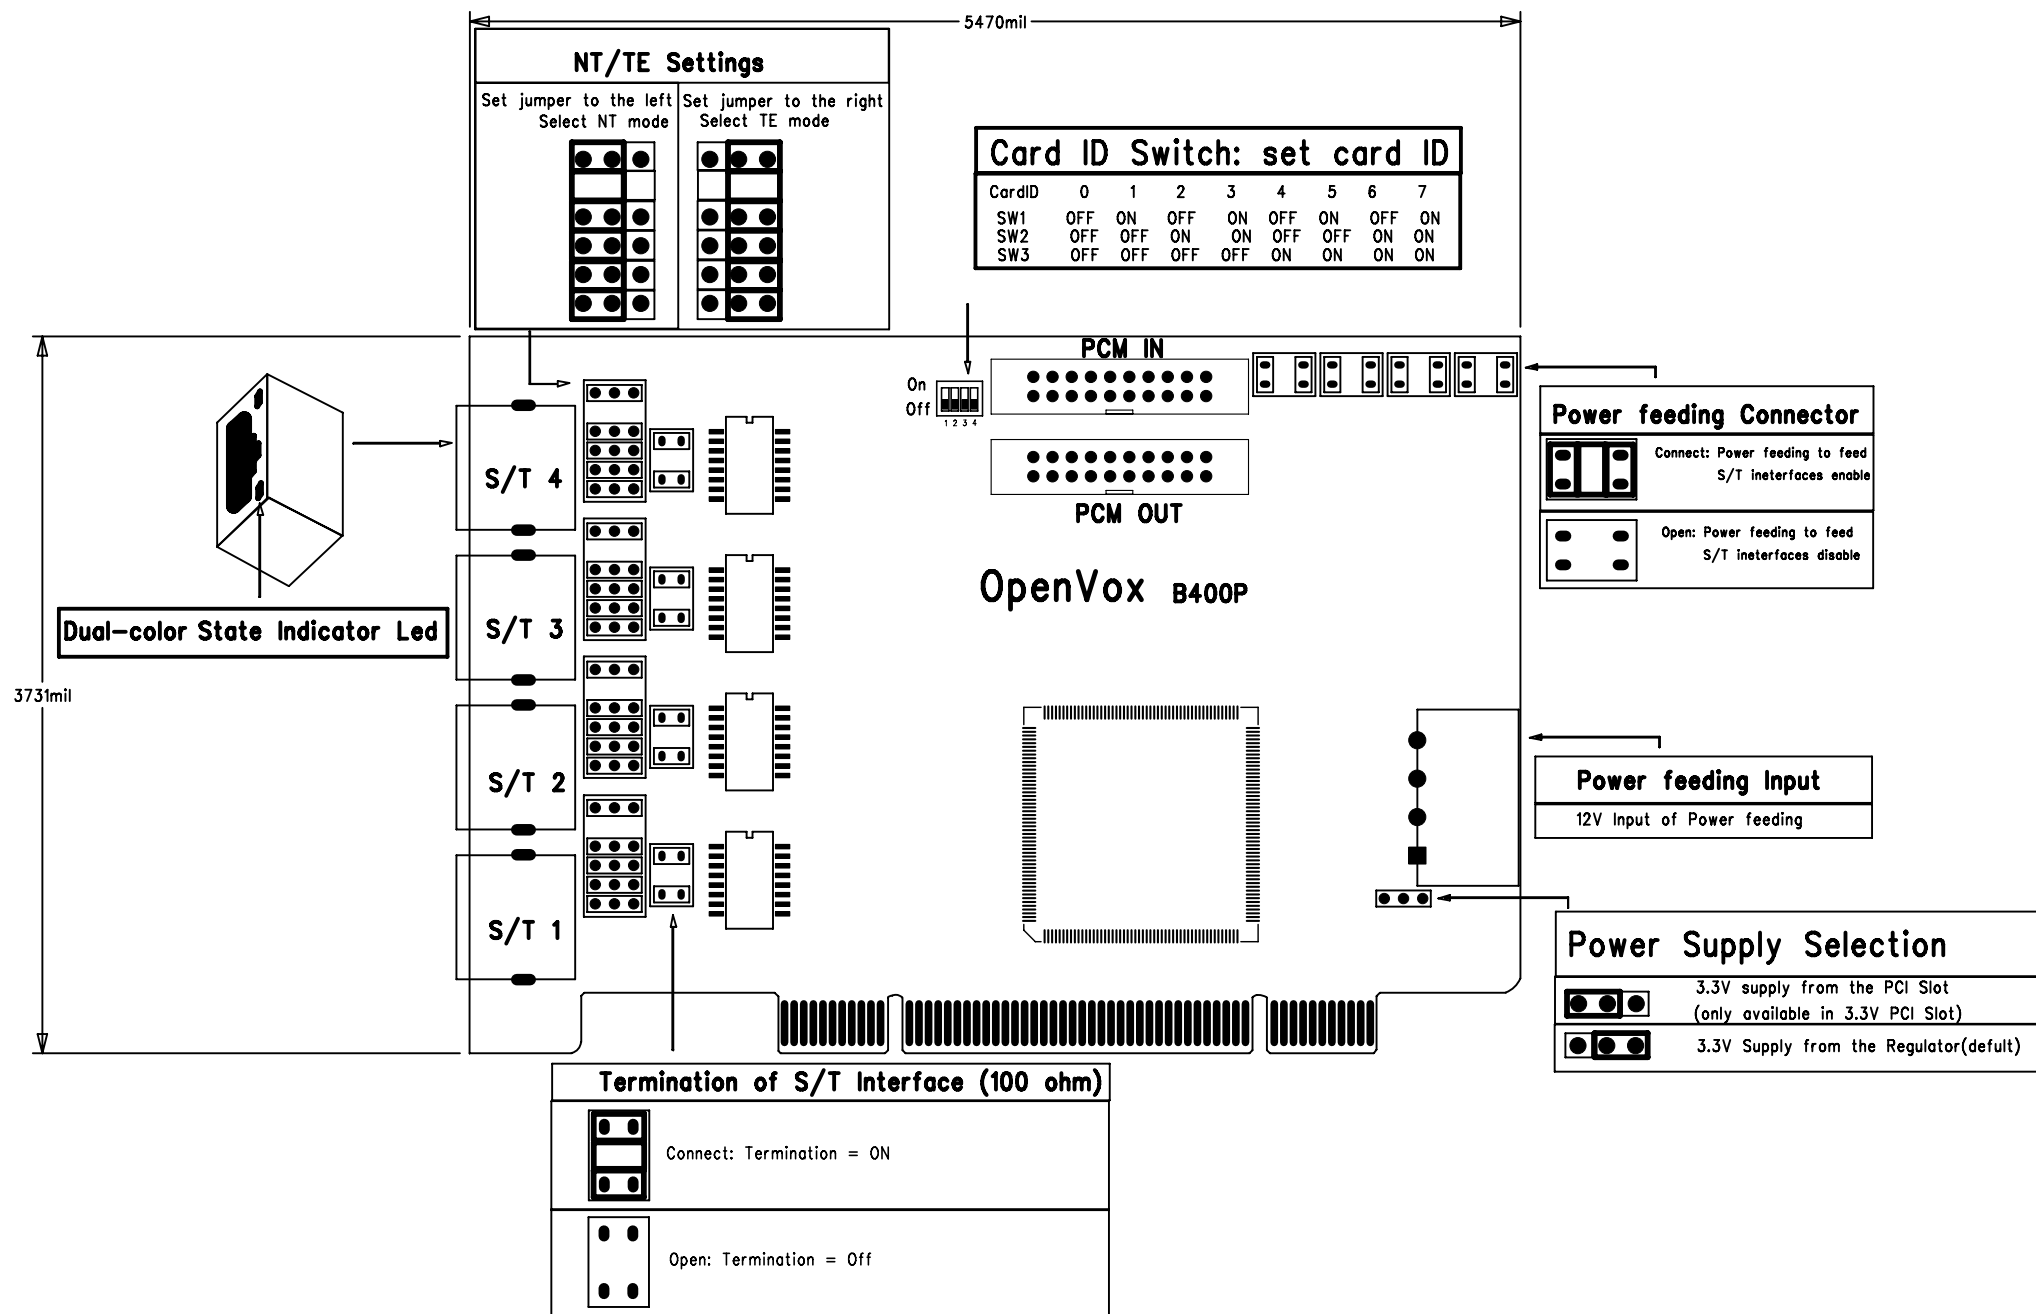 5470mil
NT/TE Settings
Set jumper to the left
Select NT mode
Set jumper to the right
Select TE mode
Card ID Switch: set card ID
CardID 0 1 2 3 4 5 6 7
SW1 OFF ON OFF ON OFF ON OFF ON
SW2 OFF OFF ON ON OFF OFF ON ON
SW3 OFF OFF OFF OFF ON ON ON ON
PCM IN
On
Off
1 2 3 4
PCM OUT
Power feeding Connector
Connect: Power feeding to feed
S/T ineterfaces enable
Open: Power feeding to feed
S/T ineterfaces disable
S/T 4
OpenVox B400P
S/T 3
Dual-color State Indicator Led
3731mil
S/T 2
Power feeding Input
12V Input of Power feeding
S/T 1
Power Supply Selection
3.3V supply from the PCI Slot
(only available in 3.3V PCI Slot)
3.3V Supply from the Regulator(defult)
Termination of S/T Interface (100 ohm)
Connect: Termination = ON
Open: Termination = Off